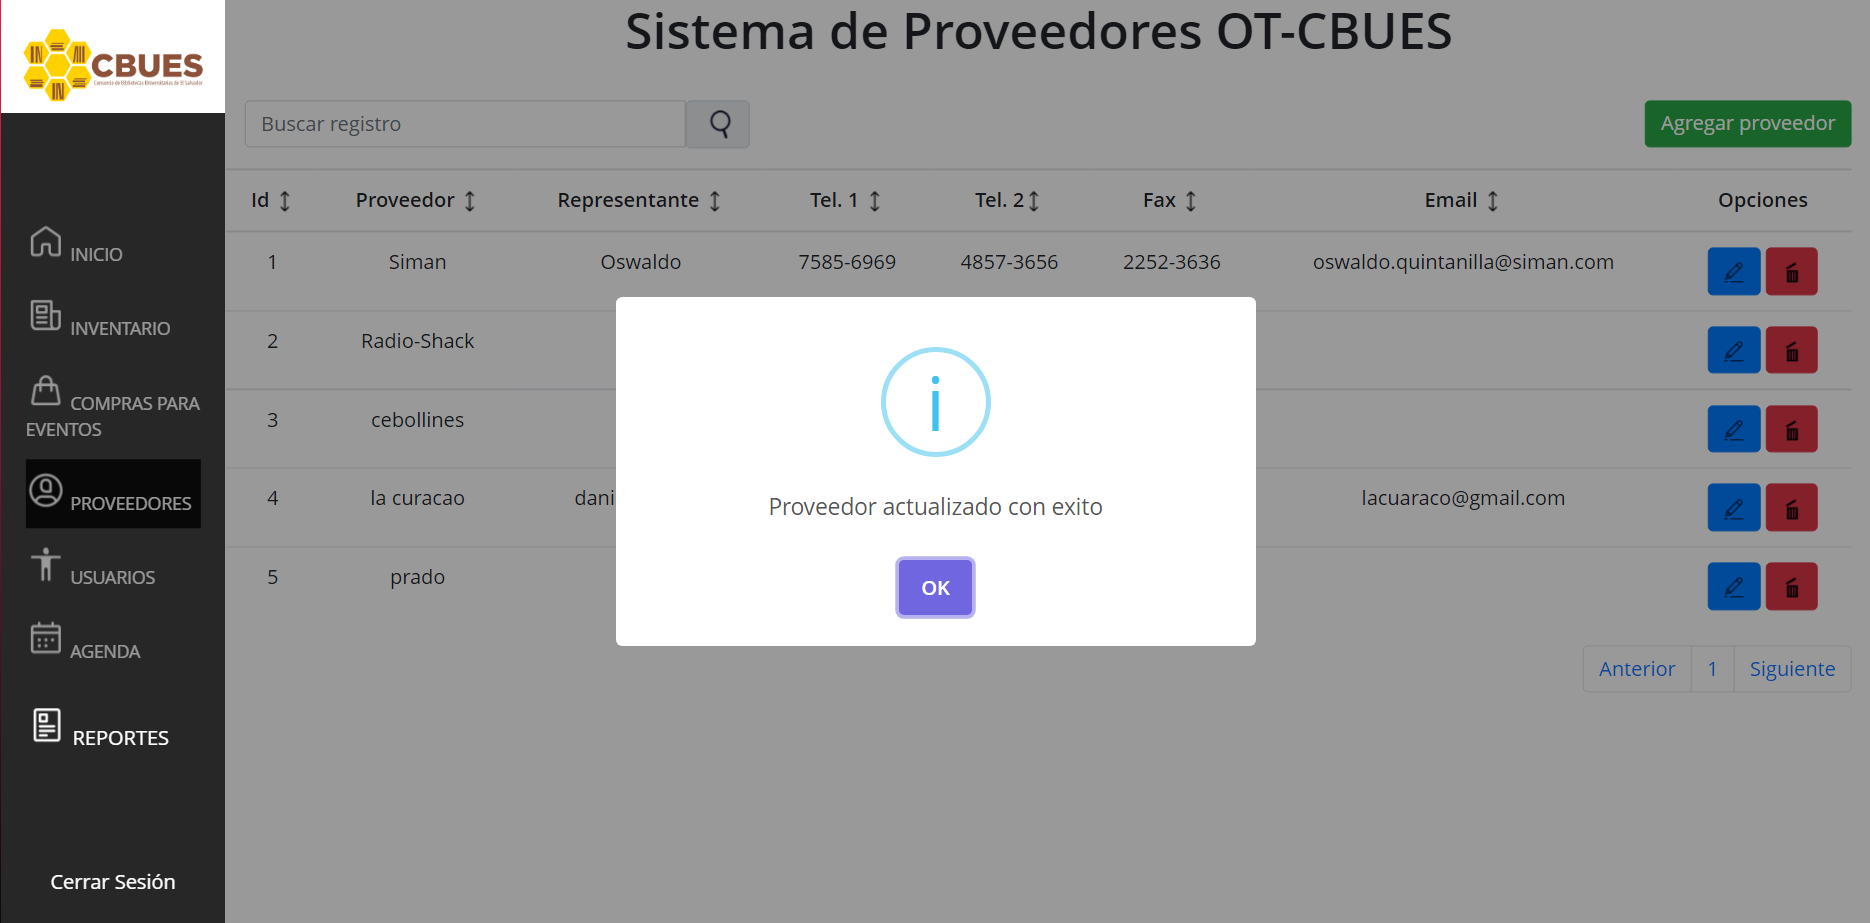 CBUES
Consorcio de Bibliotecas Universitarias de El Salvador
Sistema de Proveedores OT-CBUES
Buscar registro
Agregar proveedor
INICIO
INVENTARIO
COMPRAS PARA
EVENTOS
PROVEEDORES
USUARIOS
AGENDA
REPORTES
Cerrar Sesión
Id Proveedor Representante Tel. 1 Tel. 2 Fax Email Opciones
1 Siman Oswaldo 7585-6969 4857-3656 2252-3636 oswaldo.quintanilla@siman.com
2 Radio-Shack
3 cebollines
4 la curacao dani lacuaraco@gmail.com
5 prado
i
Proveedor actualizado con exito
OK
Anterior 1 Siguiente